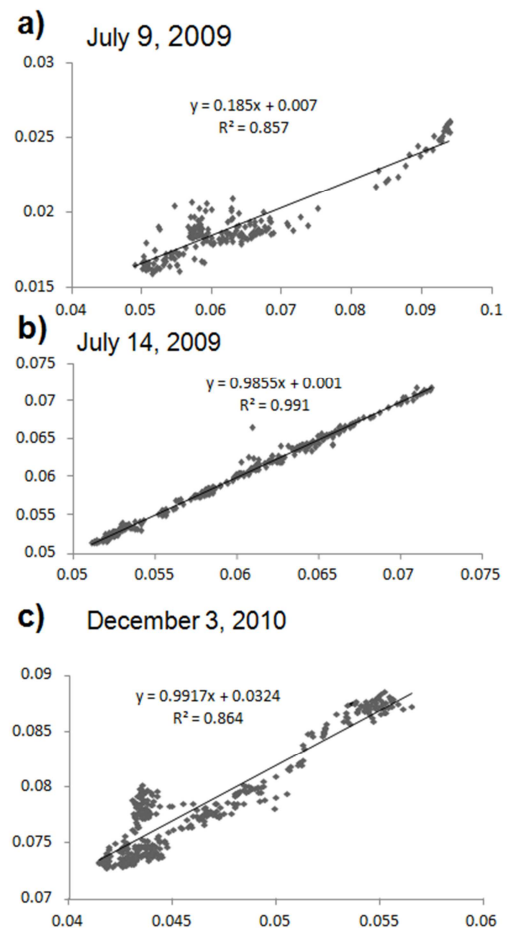 a) July 9, 2009
0.03
y = 0.185x + 0.007
R² = 0.857
0.025
0.02
0.015
0.04 0.05 0.06 0.07 0.08 0.09 0.1
b) July 14, 2009
0.075
y = 0.9855x + 0.001
0.07
R² = 0.991
0.065
0.06
0.055
0.05
0.05 0.055 0.06 0.065 0.07 0.075
c) December 3, 2010
0.09
y = 0.9917x + 0.0324
R² = 0.864
0.085
0.08
0.075
0.07
0.04 0.045 0.05 0.055 0.06